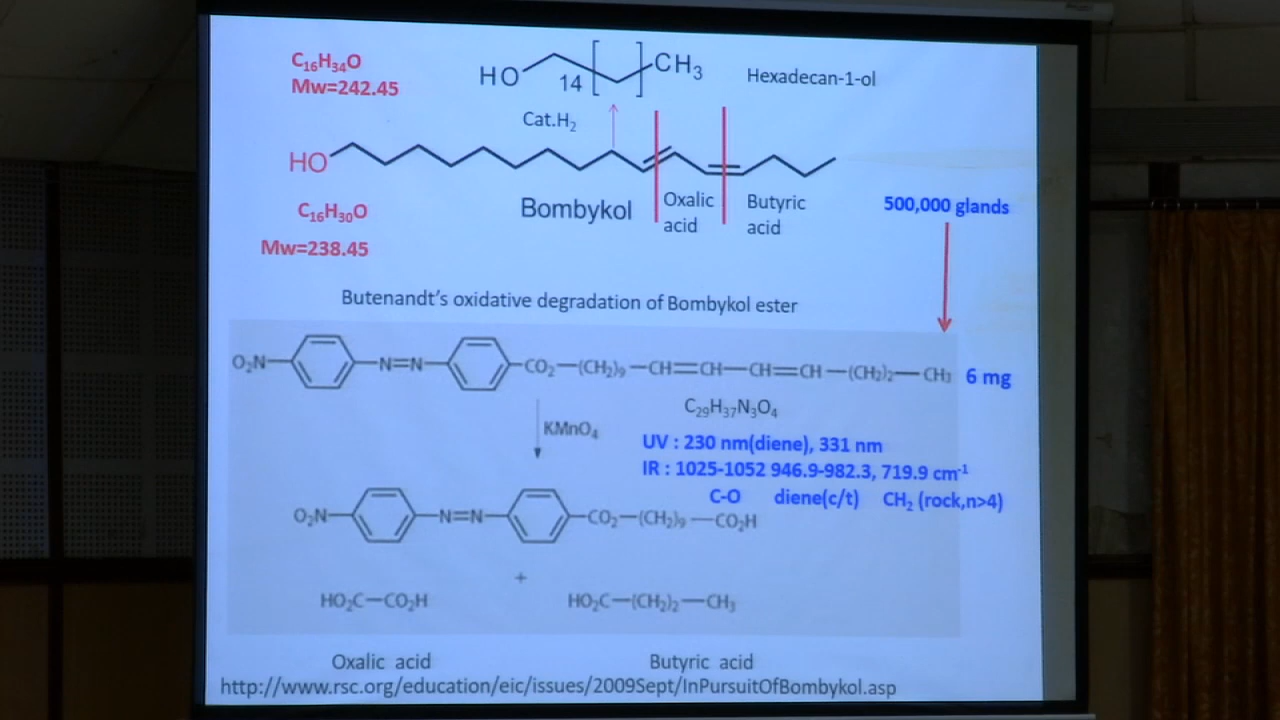 C₁₆H₃₄O
Mw=242.45
HO
14
CH₃
Hexadecan-1-ol
Cat.H₂
HO
C₁₆H₃₀O
Mw=238.45
Bombykol
Oxalic
acid
Butyric
acid
500,000 glands
Butenandt's oxidative degradation of Bombykol ester
O₂N—N=N—CO₂—(CH₂)₉—CH=CH—CH=CH—(CH₂)₂—CH₃ 6 mg
C₂₉H₃₇N₃O₄
KMnO₄
UV : 230 nm(diene), 331 nm
IR : 1025-1052 946.9-982.3, 719.9 cm⁻¹
C-O diene(c/t) CH₂ (rock,n>4)
O₂N—N=N—CO₂—(CH₂)₉—CO₂H
+
HO₂C—CO₂H HO₂C—(CH₂)₂—CH₃
Oxalic acid Butyric acid
http://www.rsc.org/education/eic/issues/2009Sept/InPursuitOfBombykol.asp